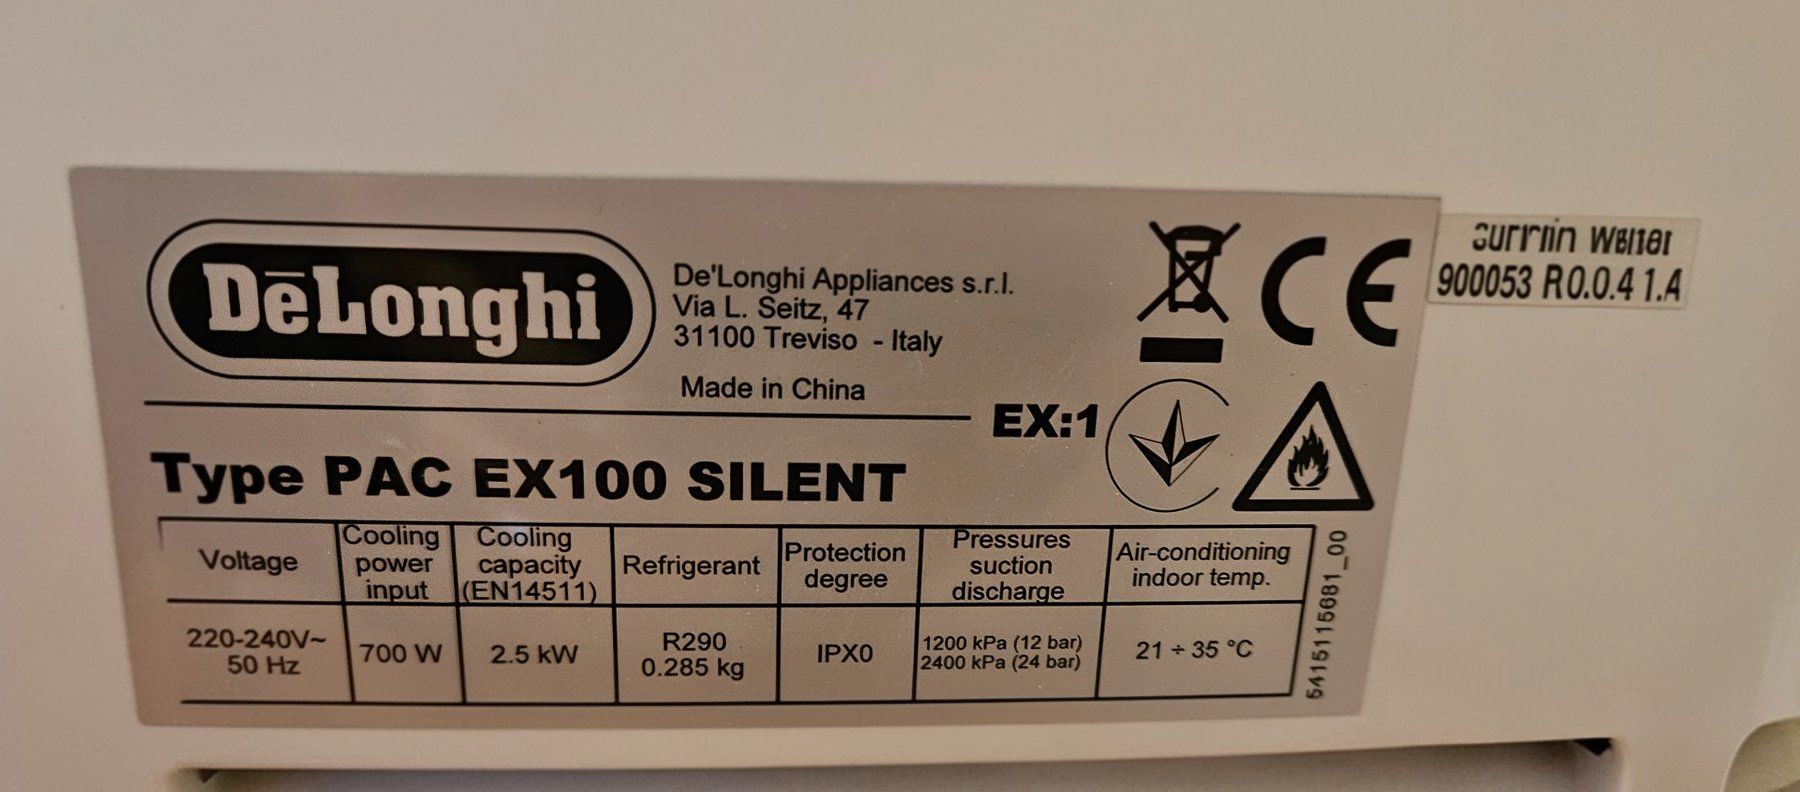 DēLonghi
De'Longhi Appliances s.r.l.
Via L. Seitz, 47
31100 Treviso - Italy
Made in China
EX:1
Type PAC EX100 SILENT
CE
900053 R0.0.4 1.A
Voltage
220-240V~
50 Hz
Cooling
power
input
700 W
Cooling
capacity
(EN14511)
2.5 kW
Refrigerant
R290
0.285 kg
Protection
degree
IPX0
Pressures
suction
discharge
1200 kPa (12 bar)
2400 kPa (24 bar)
Air-conditioning
indoor temp.
21 ÷ 35 °C